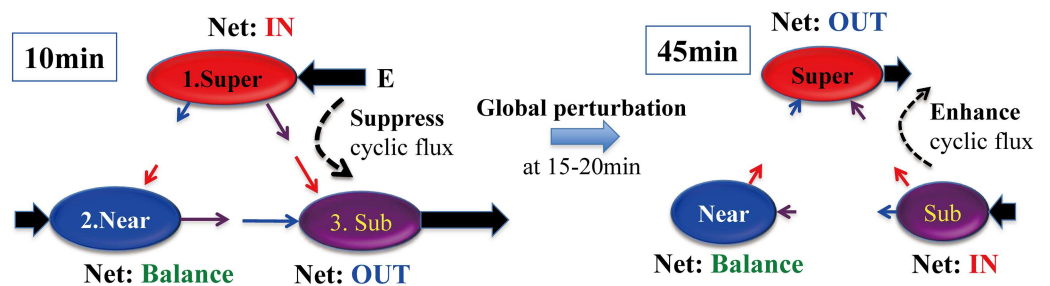 Net: IN
10min
1.Super
E
Suppress
cyclic flux
2.Near
3. Sub
Net: Balance
Net: OUT
Global perturbation
at 15-20min
Net: OUT
45min
Super
Enhance
cyclic flux
Near
Sub
Net: Balance
Net: IN